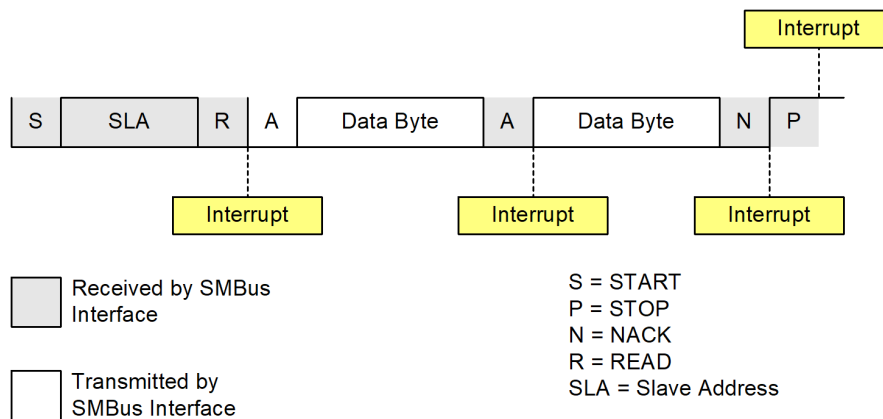 Interrupt
S SLA R A Data Byte A Data Byte N P
Interrupt Interrupt Interrupt
Received by SMBus
Interface
Transmitted by
SMBus Interface
S = START
P = STOP
N = NACK
R = READ
SLA = Slave Address